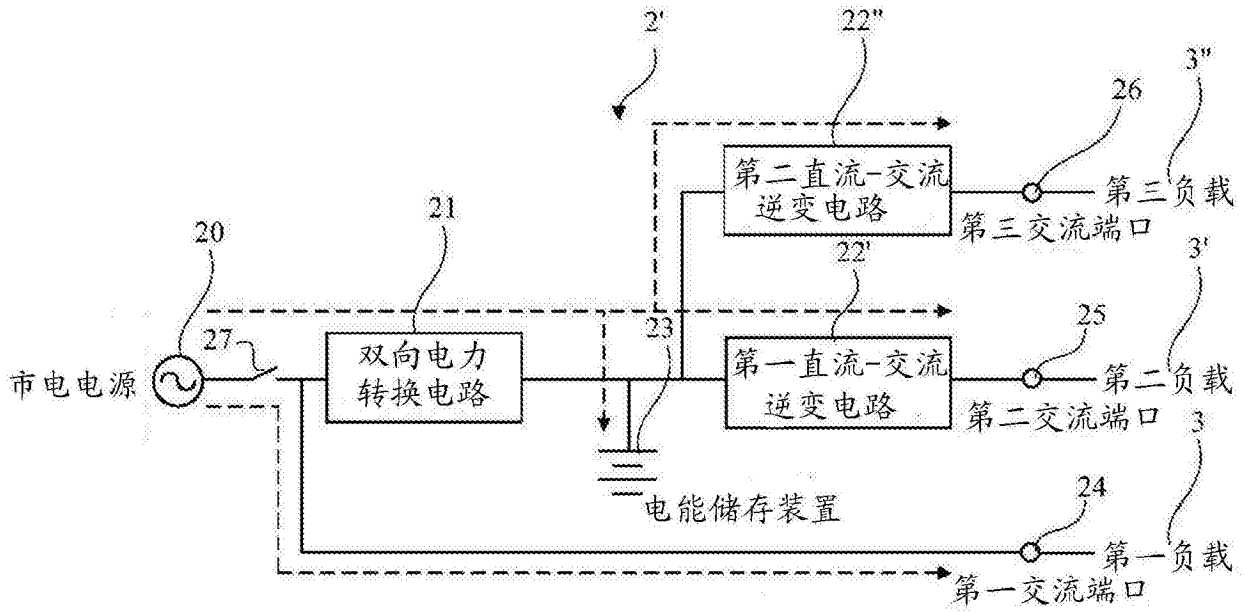 2'
22"
3"
26
第二直流-交流
逆变电路
第三负载
第三交流端口
20
21
22'
3'
27
23
25
市电电源
双向电力
转换电路
第一直流-交流
逆变电路
第二负载
第二交流端口
3
电能储存装置
24
第一负载
第一交流端口